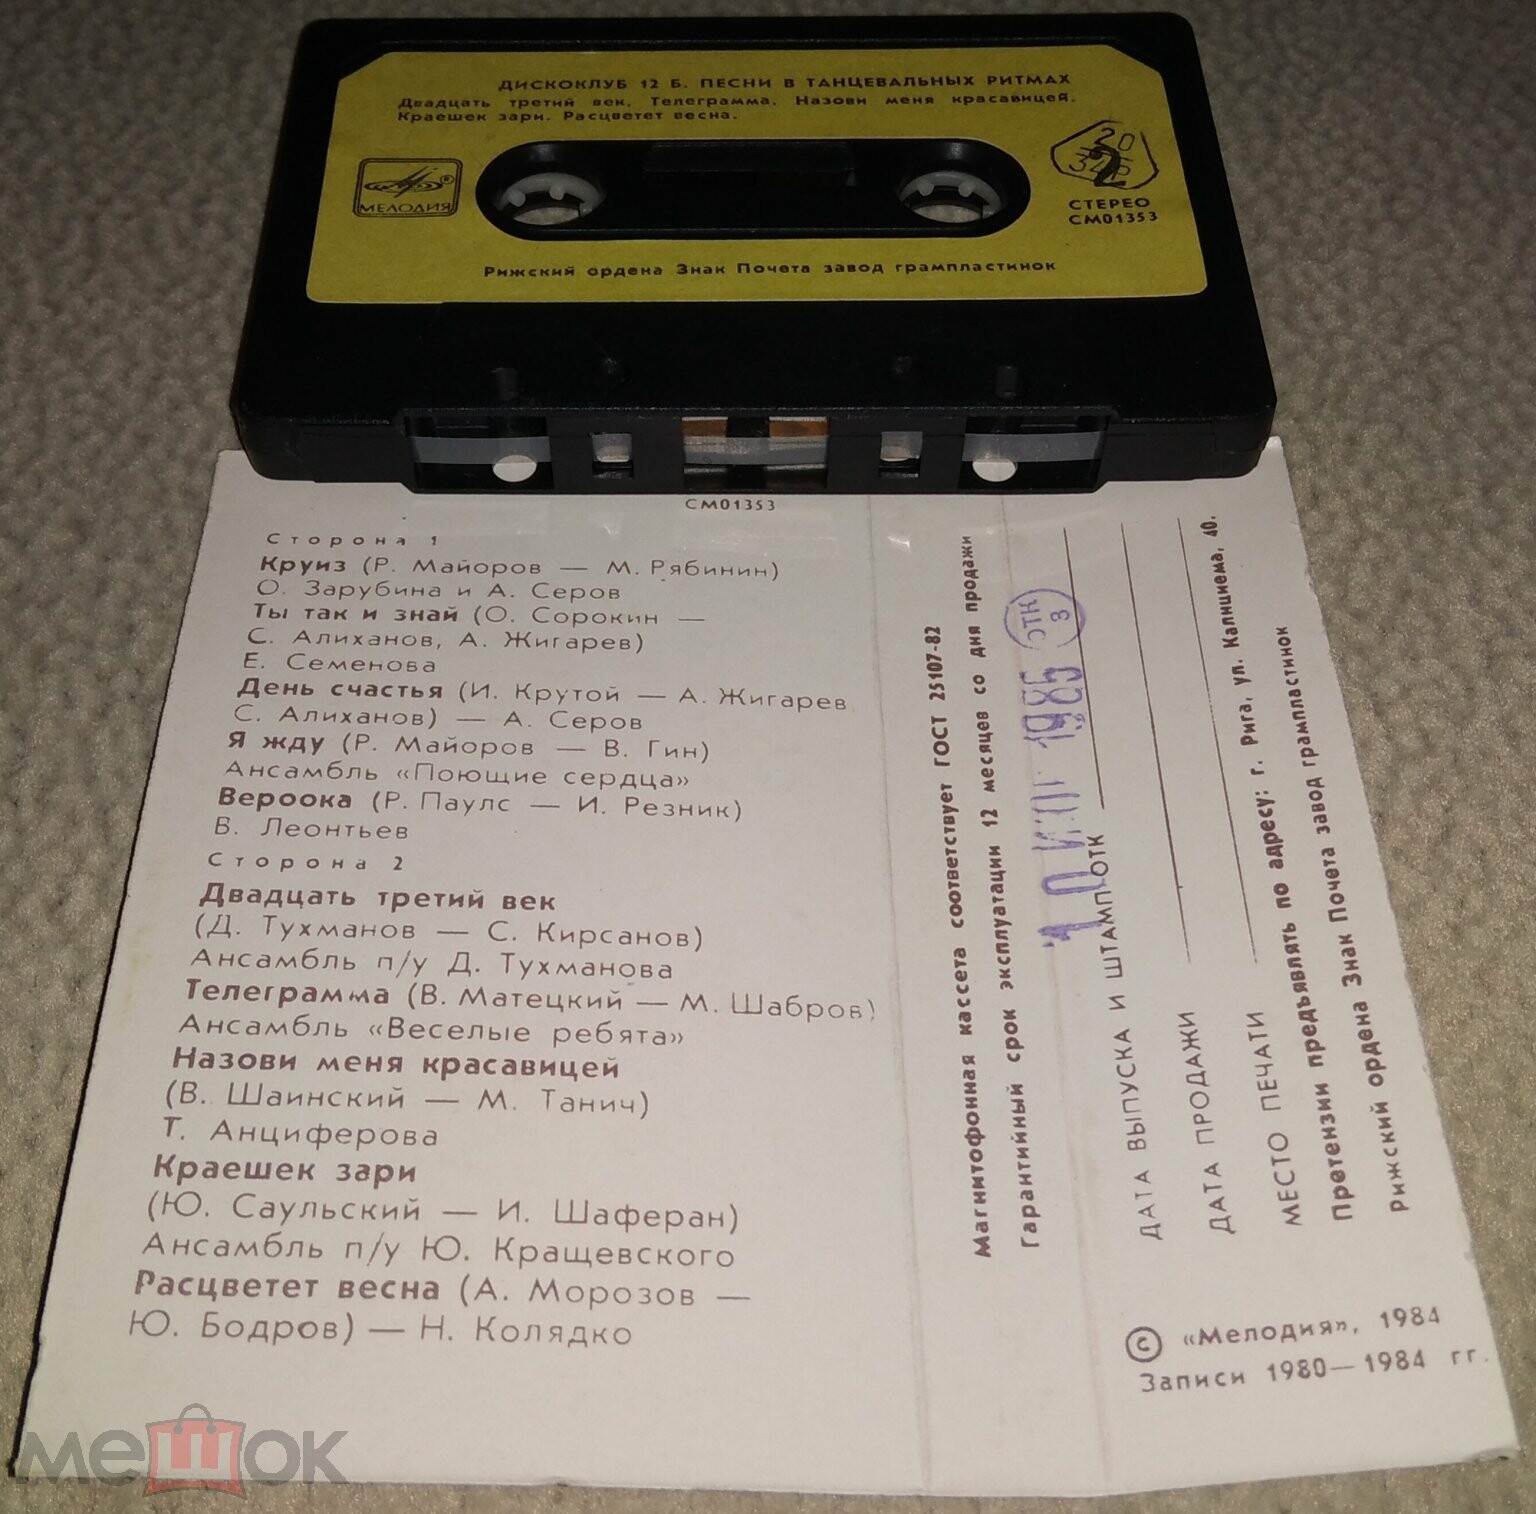 ДИСКОКЛУБ 12 Б. ПЕСНИ В ТАНЦЕВАЛЬНЫХ РИТМАХ
Двадцать третий век. Телеграмма. Назови меня красавицей.
Краешек зари. Расцветет весна.
МЕЛОДИЯ
2
СТЕРЕО
СМ01353
Рижский ордена Знак Почета завод грампластинок
СМ01353
Сторона 1
Круиз (Р. Майоров — М. Рябинин)
О. Зарубина и А. Серов
Ты так и знай (О. Сорокин —
С. Алиханов, А. Жигарев)
Е. Семенова
День счастья (И. Крутой — А. Жигарев
С. Алиханов) — А. Серов
Я жду (Р. Майоров — В. Гин)
Ансамбль «Поющие сердца»
Вероока (Р. Паулс — И. Резник)
В. Леонтьев
Сторона 2
Двадцать третий век
(Д. Тухманов — С. Кирсанов)
Ансамбль п/у Д. Тухманова
Телеграмма (В. Матецкий — М. Шабров)
Ансамбль «Веселые ребята»
Назови меня красавицей
(В. Шаинский — М. Танич)
Т. Анциферова
Краешек зари
(Ю. Саульский — И. Шаферан)
Ансамбль п/у Ю. Кращевского
Расцветет весна (А. Морозов —
Ю. Бодров) — Н. Колядко
Магнитофонная кассета соответствует ГОСТ 25107-82
Гарантийный срок эксплуатации 12 месяцев со дня продажи
ОТК
3
ДАТА ВЫПУСКА И ШТАМП ОТК
ДАТА ПРОДАЖИ
МЕСТО ПЕЧАТИ
Претензии предъявлять по адресу: г. Рига, ул. Калнциема, 40.
Рижский ордена Знак Почета завод грампластинок
© «Мелодия», 1984
Записи 1980—1984 гг.
мешок